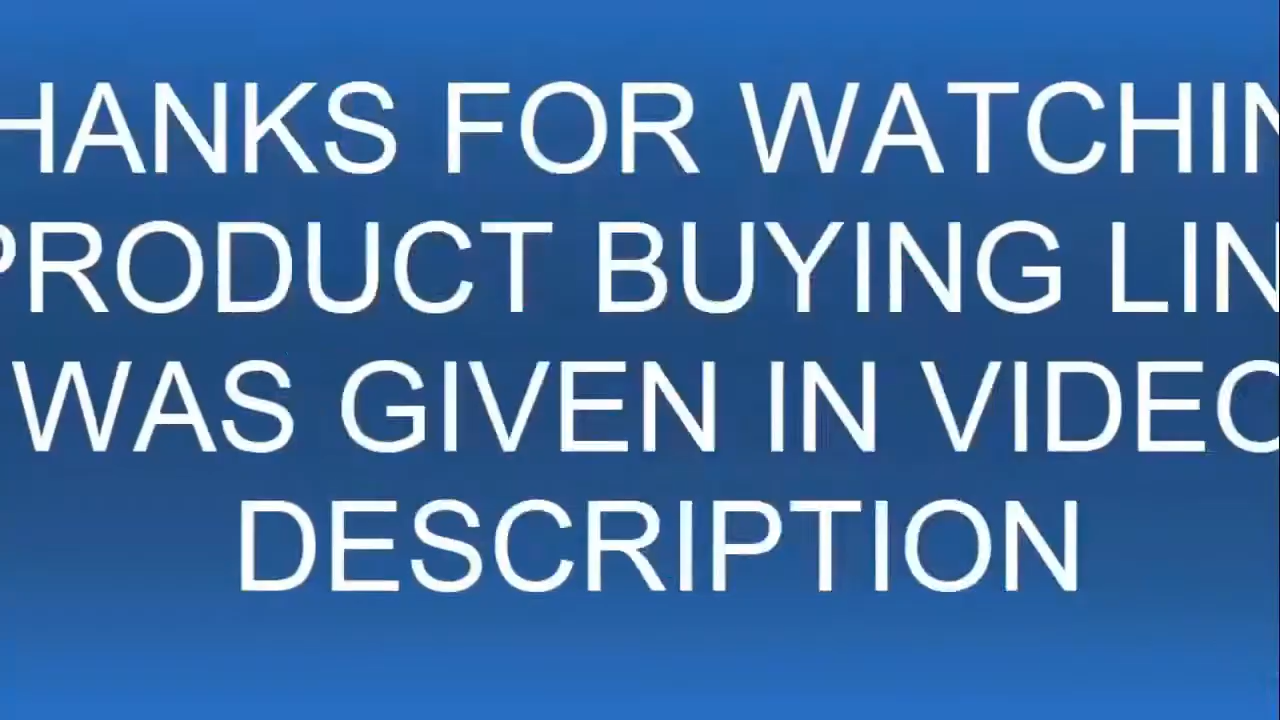 HANKS FOR WATCHIN
PRODUCT BUYING LIN
WAS GIVEN IN VIDEO
DESCRIPTION